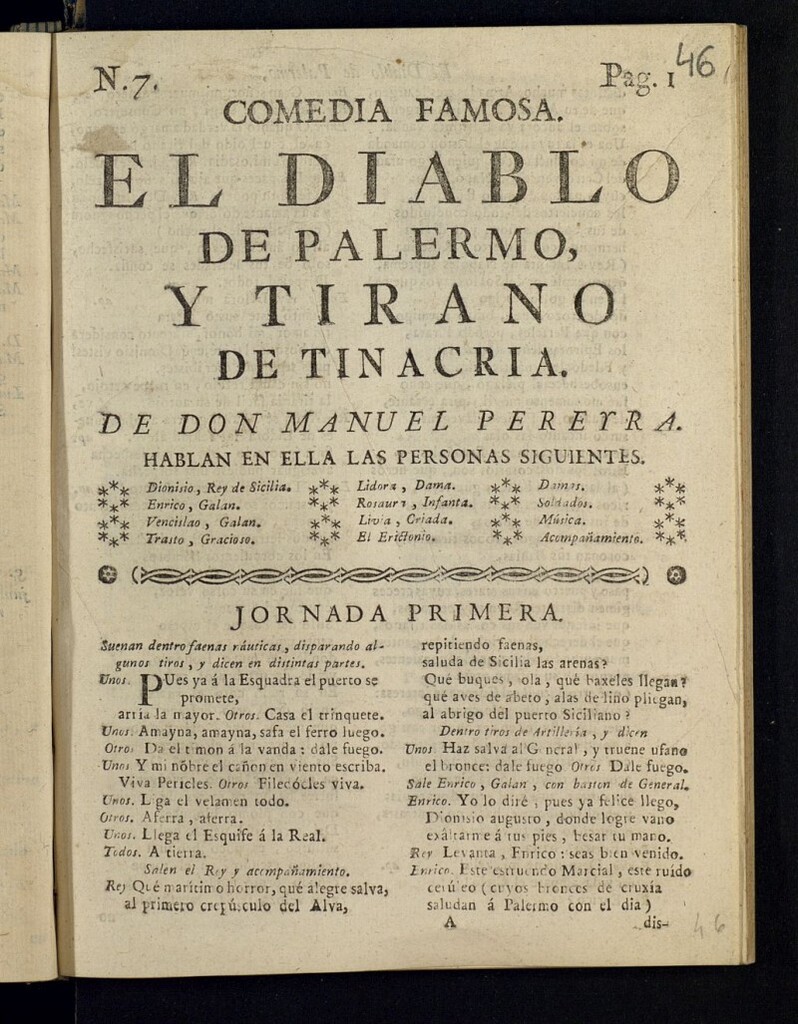 N.7.
Pag. 1
46
COMEDIA FAMOSA.
EL DIABLO
DE PALERMO,
Y TIRANO
DE TINACRIA.
DE DON MANUEL PEREYRA.
HABLAN EN ELLA LAS PERSONAS SIGUIENTES.
Dionisio, Rey de Sicilia.
Enrico, Galan.
Vencislao, Galan.
Trasto, Gracioso.
Lidora, Dama.
Rosaura, Infanta.
Livia, Criada.
El Erictonio.
Damas.
Soldados.
Música.
Acompañamiento.
JORNADA PRIMERA.
Suenan dentro faenas náuticas, disparando al-
gunos tiros, y dicen en distintas partes.
Unos. PUes ya á la Esquadra el puerto se
promete,
arria la mayor. Otros. Casa el trinquete.
Unos. Amayna, amayna, safa el ferro luego.
Otros Da el timon á la vanda: dale fuego.
Unos Y mi nõbre el cañon en viento escriba.
Viva Pericles. Otros Filecócles viva.
Unos. Liga el velamen todo.
Otros. Aferra, aferra.
Unos. Llega el Esquife á la Real.
Todos. A tierra.
Salen el Rey y acompañamiento.
Rey Qué maritimo horror, qué alegre salva,
al primero crepúsculo del Alva,
repitiendo faenas,
saluda de Sicilia las arenas?
Qué buques, ola, qué baxeles llegan?
qué aves de abeto, alas de lino pliegan,
al abrigo del puerto Siciliano?
Dentro tiros de Artillería, y dicen
Unos Haz salva al General, y truene ufano
el bronce: dale fuego Otros Dale fuego.
Sale Enrico, Galan, con baston de General.
Enrico. Yo lo diré, pues ya felice llego,
Dionisio augusto, donde logre vano
exâltarme á tus pies, besar tu mano.
Rey Levanta, Enrico: seas bien venido.
Enrico. Este estruendo Marcial, este ruído
cerúleo (cuyos bronces de cruxía
saludan á Palermo con el dia)
A
dis-
46